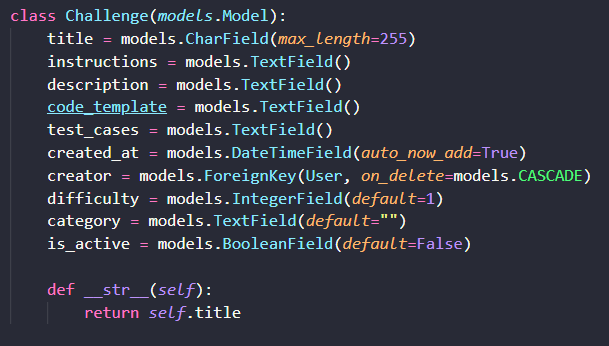 class Challenge(models.Model):
    title = models.CharField(max_length=255)
    instructions = models.TextField()
    description = models.TextField()
    code_template = models.TextField()
    test_cases = models.TextField()
    created_at = models.DateTimeField(auto_now_add=True)
    creator = models.ForeignKey(User, on_delete=models.CASCADE)
    difficulty = models.IntegerField(default=1)
    category = models.TextField(default="")
    is_active = models.BooleanField(default=False)

    def __str__(self):
        return self.title